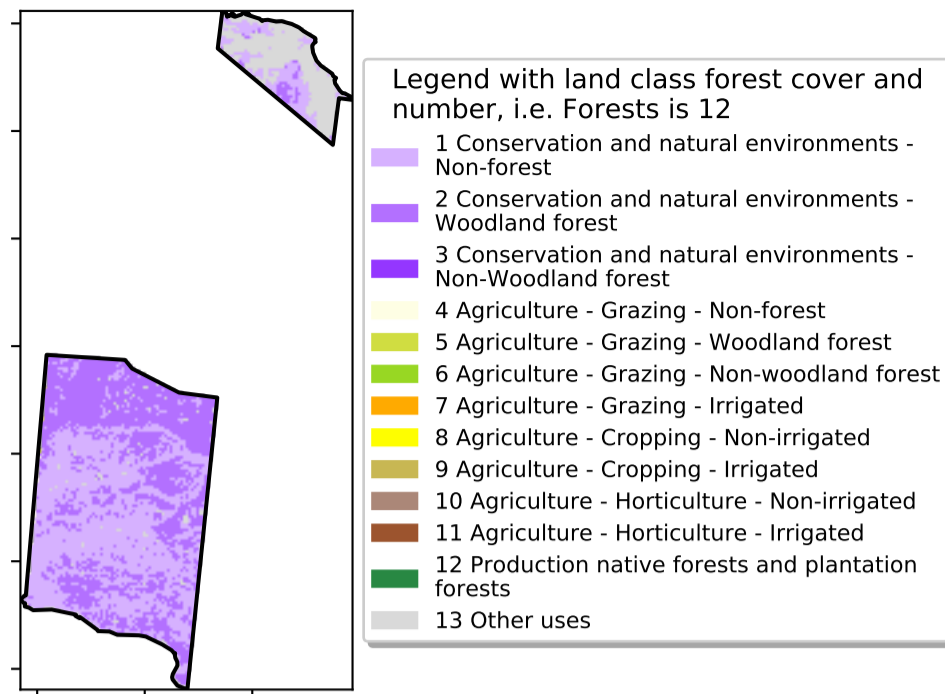 Legend with land class forest cover and
number, i.e. Forests is 12
1 Conservation and natural environments -
Non-forest
2 Conservation and natural environments -
Woodland forest
3 Conservation and natural environments -
Non-Woodland forest
4 Agriculture - Grazing - Non-forest
5 Agriculture - Grazing - Woodland forest
6 Agriculture - Grazing - Non-woodland forest
7 Agriculture - Grazing - Irrigated
8 Agriculture - Cropping - Non-irrigated
9 Agriculture - Cropping - Irrigated
10 Agriculture - Horticulture - Non-irrigated
11 Agriculture - Horticulture - Irrigated
12 Production native forests and plantation
forests
13 Other uses